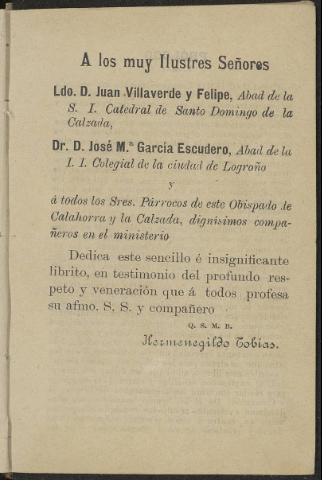 A los muy Ilustres Señores
Ldo. D. Juan Villaverde y Felipe, Abad de la
S. I. Catedral de Santo Domingo de la
Calzada,
Dr. D. José M.ª García Escudero, Abad de la
I. I. Colegial de la ciudad de Logroño
y
á todos los Sres. Párrocos de este Obispado de
Calahorra y la Calzada, dignísimos compa-
ñeros en el ministerio
Dedica este sencillo é insignificante
librito, en testimonio del profundo res-
peto y veneración que á todos profesa
su afmo. S. S. y compañero
Q. S. M. B.
Hermenegildo Tobías.